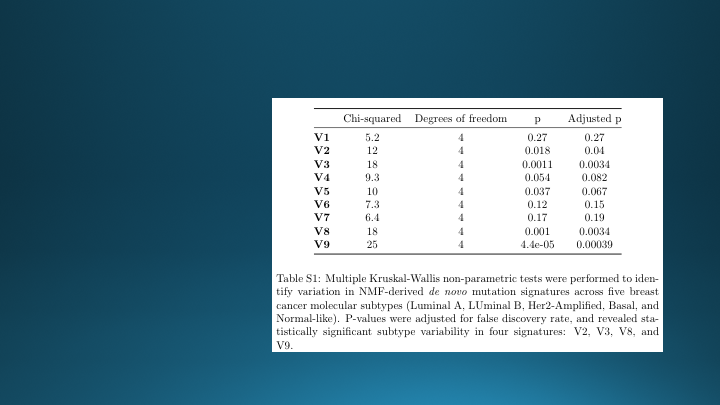 Chi-squared Degrees of freedom p Adjusted p
V1 5.2 4 0.27 0.27
V2 12 4 0.018 0.04
V3 18 4 0.0011 0.0034
V4 9.3 4 0.054 0.082
V5 10 4 0.037 0.067
V6 7.3 4 0.12 0.15
V7 6.4 4 0.17 0.19
V8 18 4 0.001 0.0034
V9 25 4 4.4e-05 0.00039
Table S1: Multiple Kruskal-Wallis non-parametric tests were performed to iden-
tify variation in NMF-derived de novo mutation signatures across five breast
cancer molecular subtypes (Luminal A, LUminal B, Her2-Amplified, Basal, and
Normal-like). P-values were adjusted for false discovery rate, and revealed sta-
tistically significant subtype variability in four signatures: V2, V3, V8, and
V9.